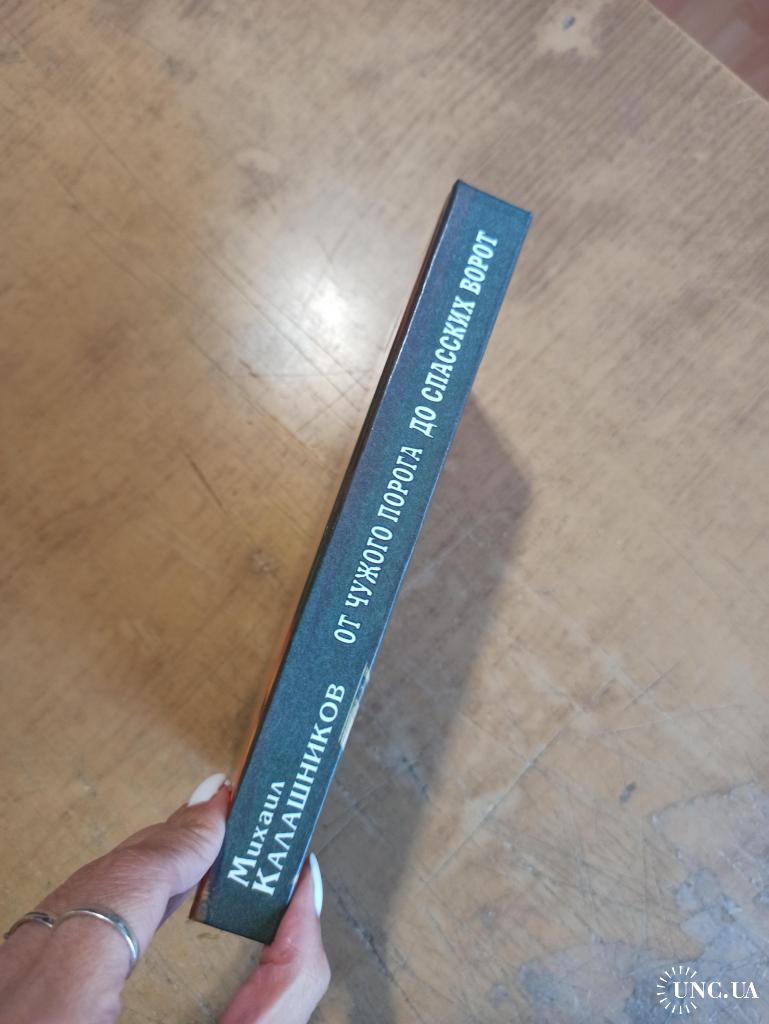 Михаил
КАЛАШНИКОВ
ОТ ЧУЖОГО ПОРОГА ДО СПАССКИХ ВОРОТ
UNC.UA